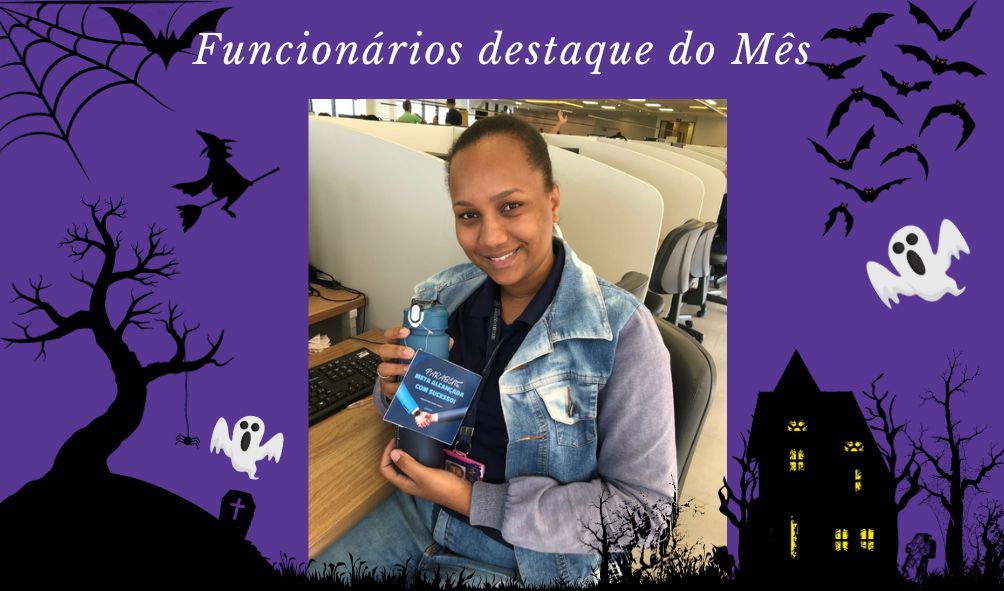 Funcionários destaque do Mês
PARABÉNS
META ALCANÇADA
COM SUCESSO!